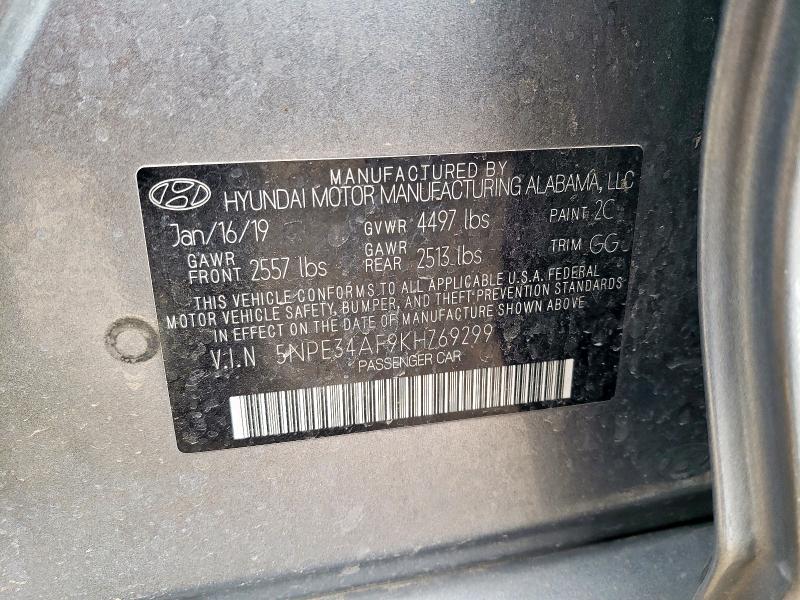 MANUFACTURED BY
HYUNDAI MOTOR MANUFACTURING ALABAMA, LLC
Jan/16/19 GVWR 4497 lbs PAINT 2C
GAWR FRONT 2557 lbs GAWR REAR 2513 lbs TRIM GG
THIS VEHICLE CONFORMS TO ALL APPLICABLE U.S.A. FEDERAL
MOTOR VEHICLE SAFETY, BUMPER, AND THEFT PREVENTION STANDARDS
IN EFFECT ON THE DATE OF MANUFACTURE SHOWN ABOVE.
V.I.N 5NPE34AF9KH769299
PASSENGER CAR